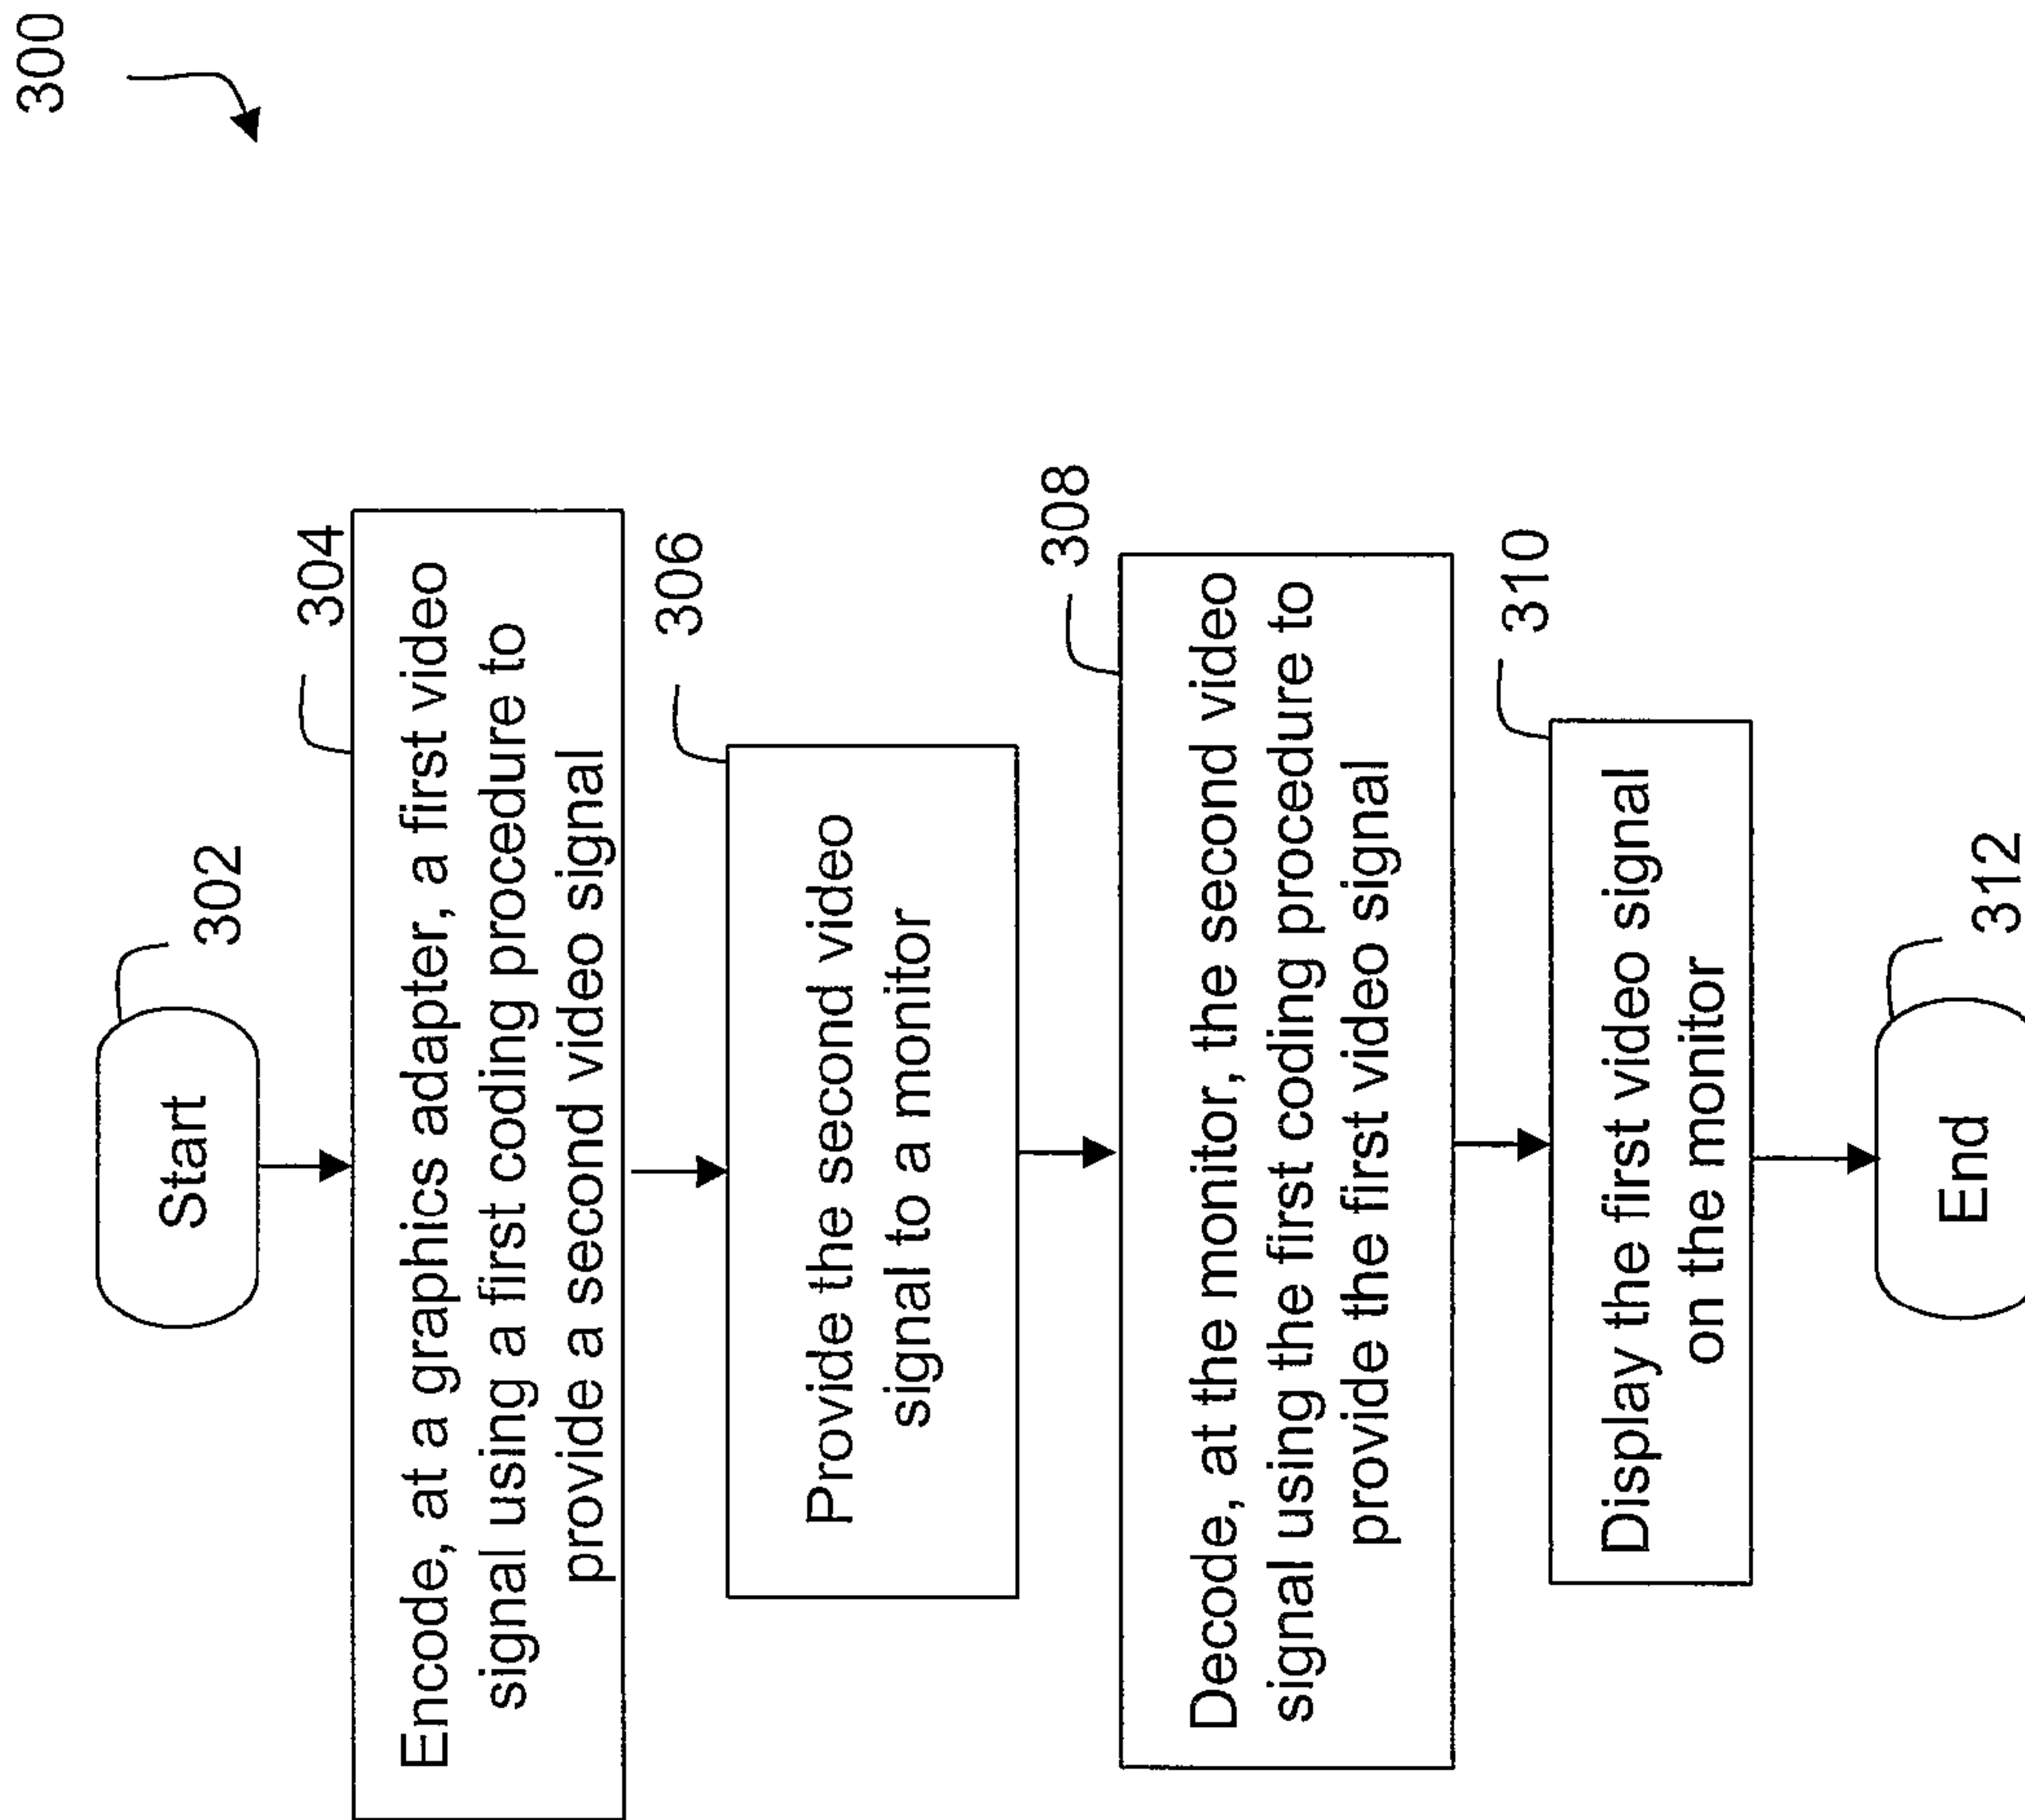 300
Start
302
304
Encode, at a graphics adapter, a first video
signal using a first coding procedure to
provide a second video signal
306
Provide the second video
signal to a monitor
308
Decode, at the monitor, the second video
signal using the first coding procedure to
provide the first video signal
310
Display the first video signal
on the monitor
End
312